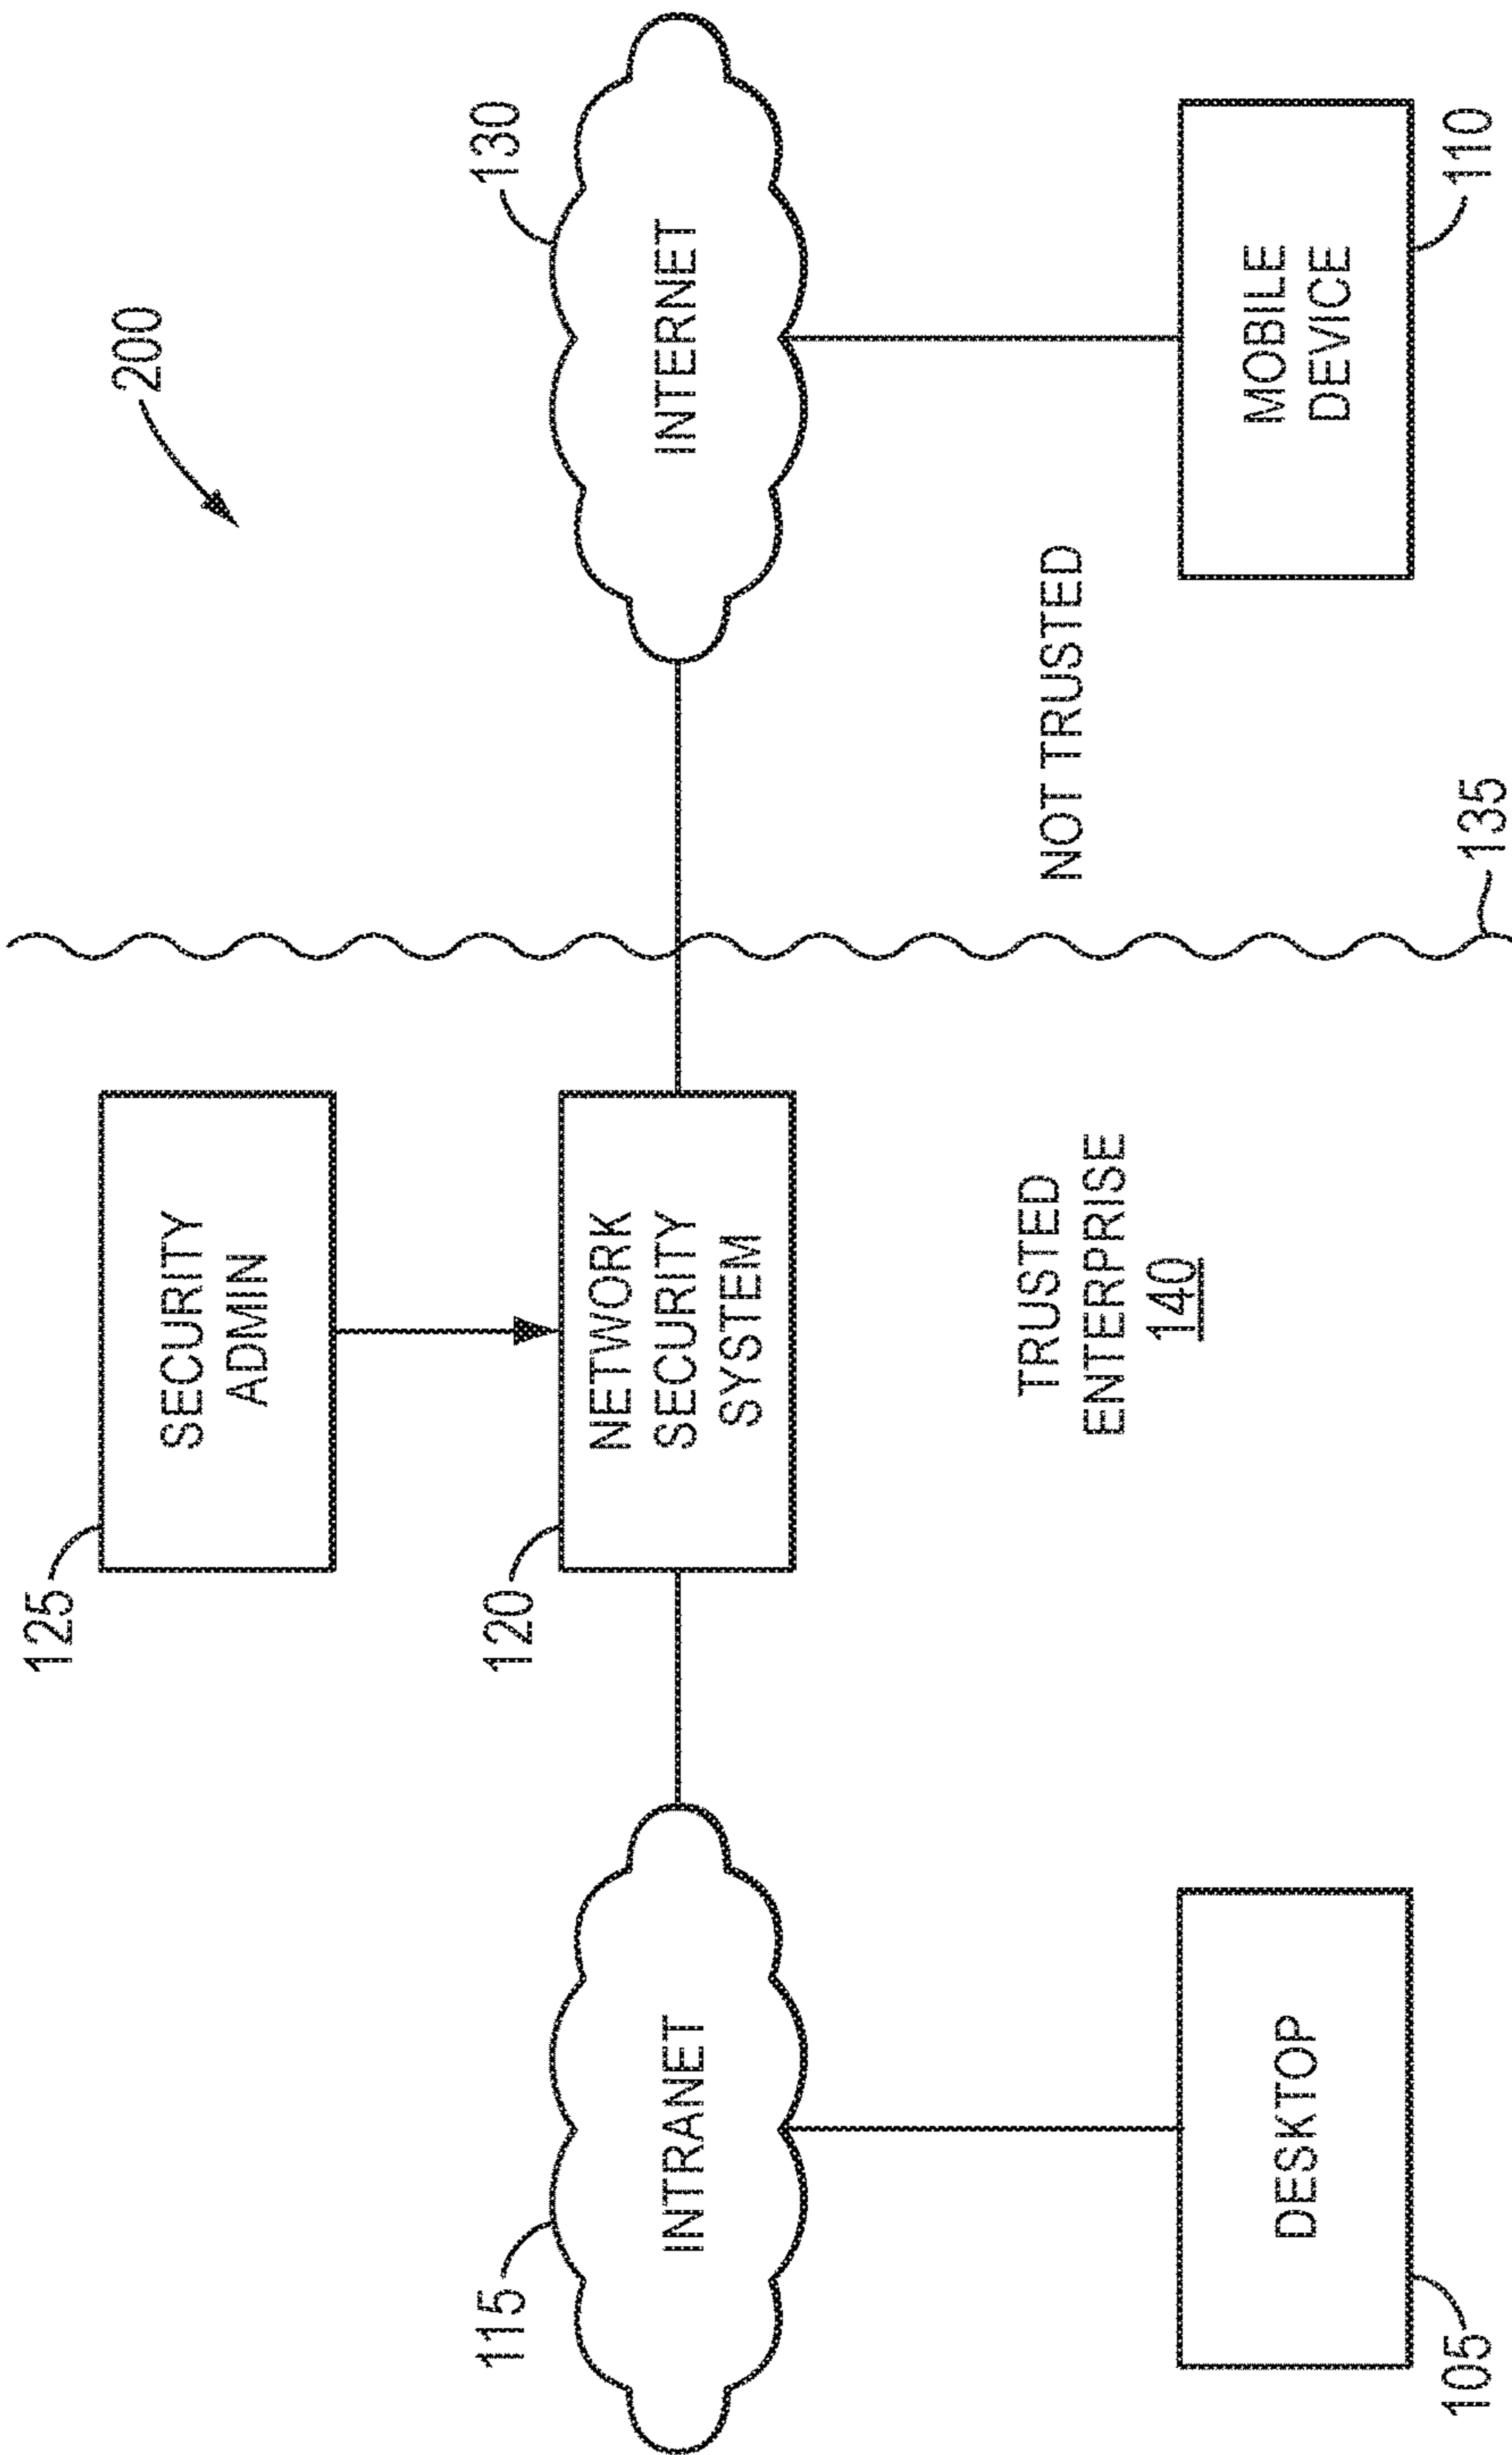 200
125
SECURITY
ADMIN
115
INTRANET
120
NETWORK
SECURITY
SYSTEM
130
INTERNET
TRUSTED
ENTERPRISE
140
NOT TRUSTED
DESKTOP
105
135
MOBILE
DEVICE
110